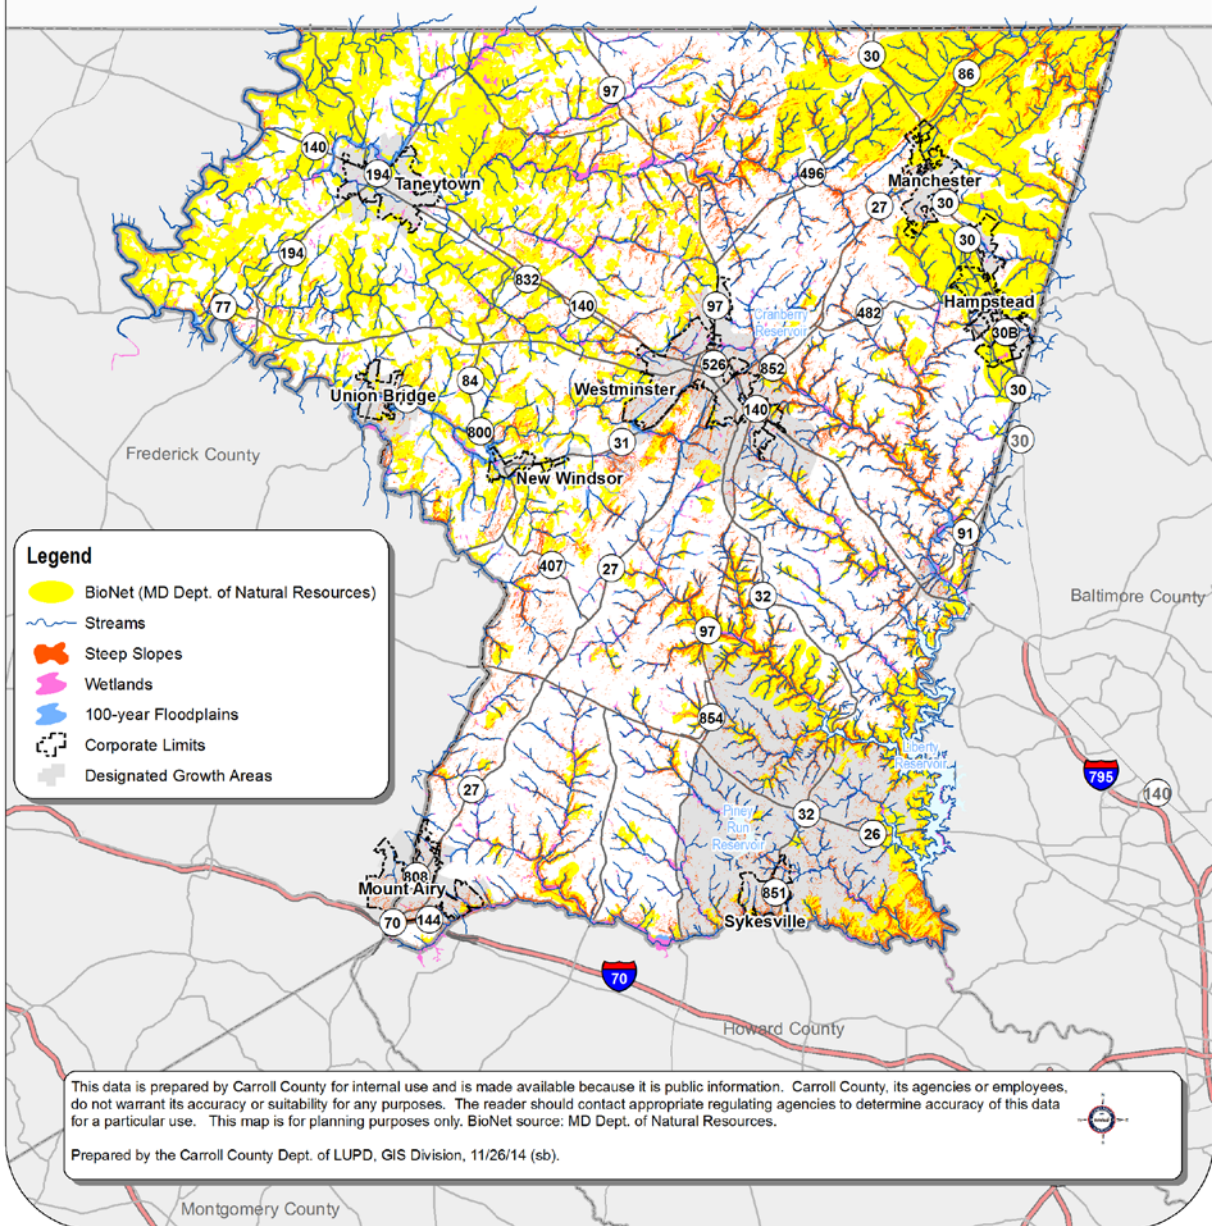 30
86
97
140
194
Taneytown
496
Manchester
27
30
194
30
832
77
140
97
Cranberry
Reservoir
482
Hampstead
30B
526
852
84
Westminster
Union Bridge
30
140
800
31
30
Frederick County
New Windsor
91
407
27
32
Baltimore County
97
854
Liberty
Reservoir
795
140
27
Piney
Run
Reservoir
32
26
808
Mount Airy
851
Sykesville
70
144
70
Howard County
Legend
BioNet (MD Dept. of Natural Resources)
Streams
Steep Slopes
Wetlands
100-year Floodplains
Corporate Limits
Designated Growth Areas
This data is prepared by Carroll County for internal use and is made available because it is public information. Carroll County, its agencies or employees,
do not warrant its accuracy or suitability for any purposes. The reader should contact appropriate regulating agencies to determine accuracy of this data
for a particular use. This map is for planning purposes only. BioNet source: MD Dept. of Natural Resources.
Prepared by the Carroll County Dept. of LUPD, GIS Division, 11/26/14 (sb).
Montgomery County